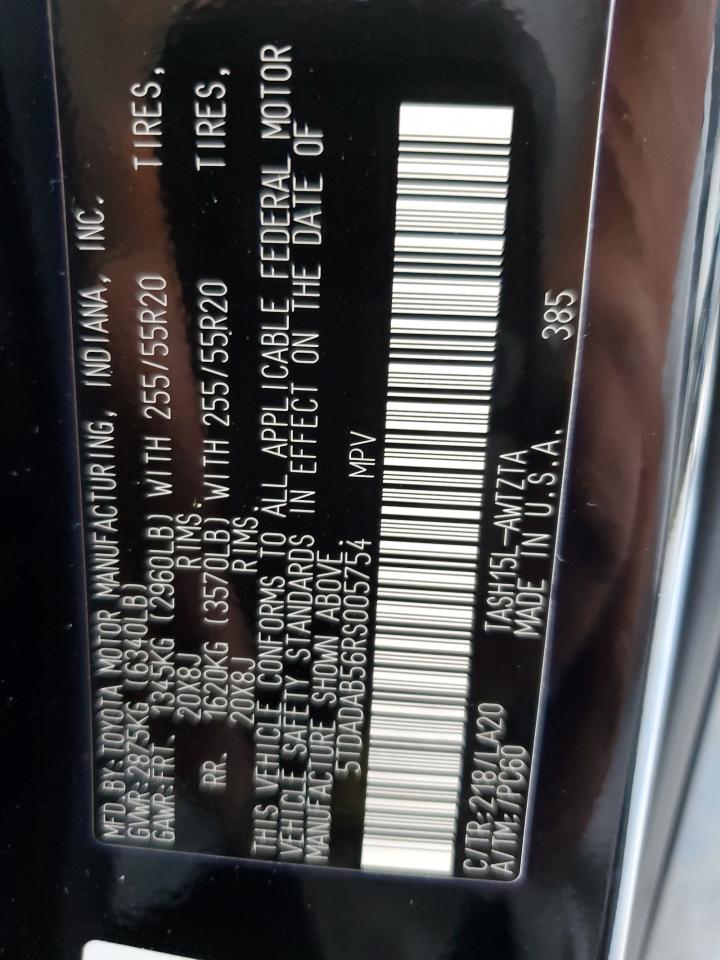 MFD. BY: TOYOTA MOTOR MANUFACTURING, INDIANA, INC.
GVWR: 2875KG (6340LB)
GAWR: FRT. 1345KG (2960LB) WITH 255/55R20 TIRES,
20X8J RIMS.
RR. 1620KG (3570LB) WITH 255/55R20 TIRES,
20X8J RIMS.
THIS VEHICLE CONFORMS TO ALL APPLICABLE FEDERAL MOTOR
VEHICLE SAFETY STANDARDS IN EFFECT ON THE DATE OF
MANUFACTURE SHOWN ABOVE
5TDADAB56RS005754 MPV
C/TR: 218/LA20 TASH15L-AWTZTA
A/TM: /PC60 MADE IN U.S.A. 385